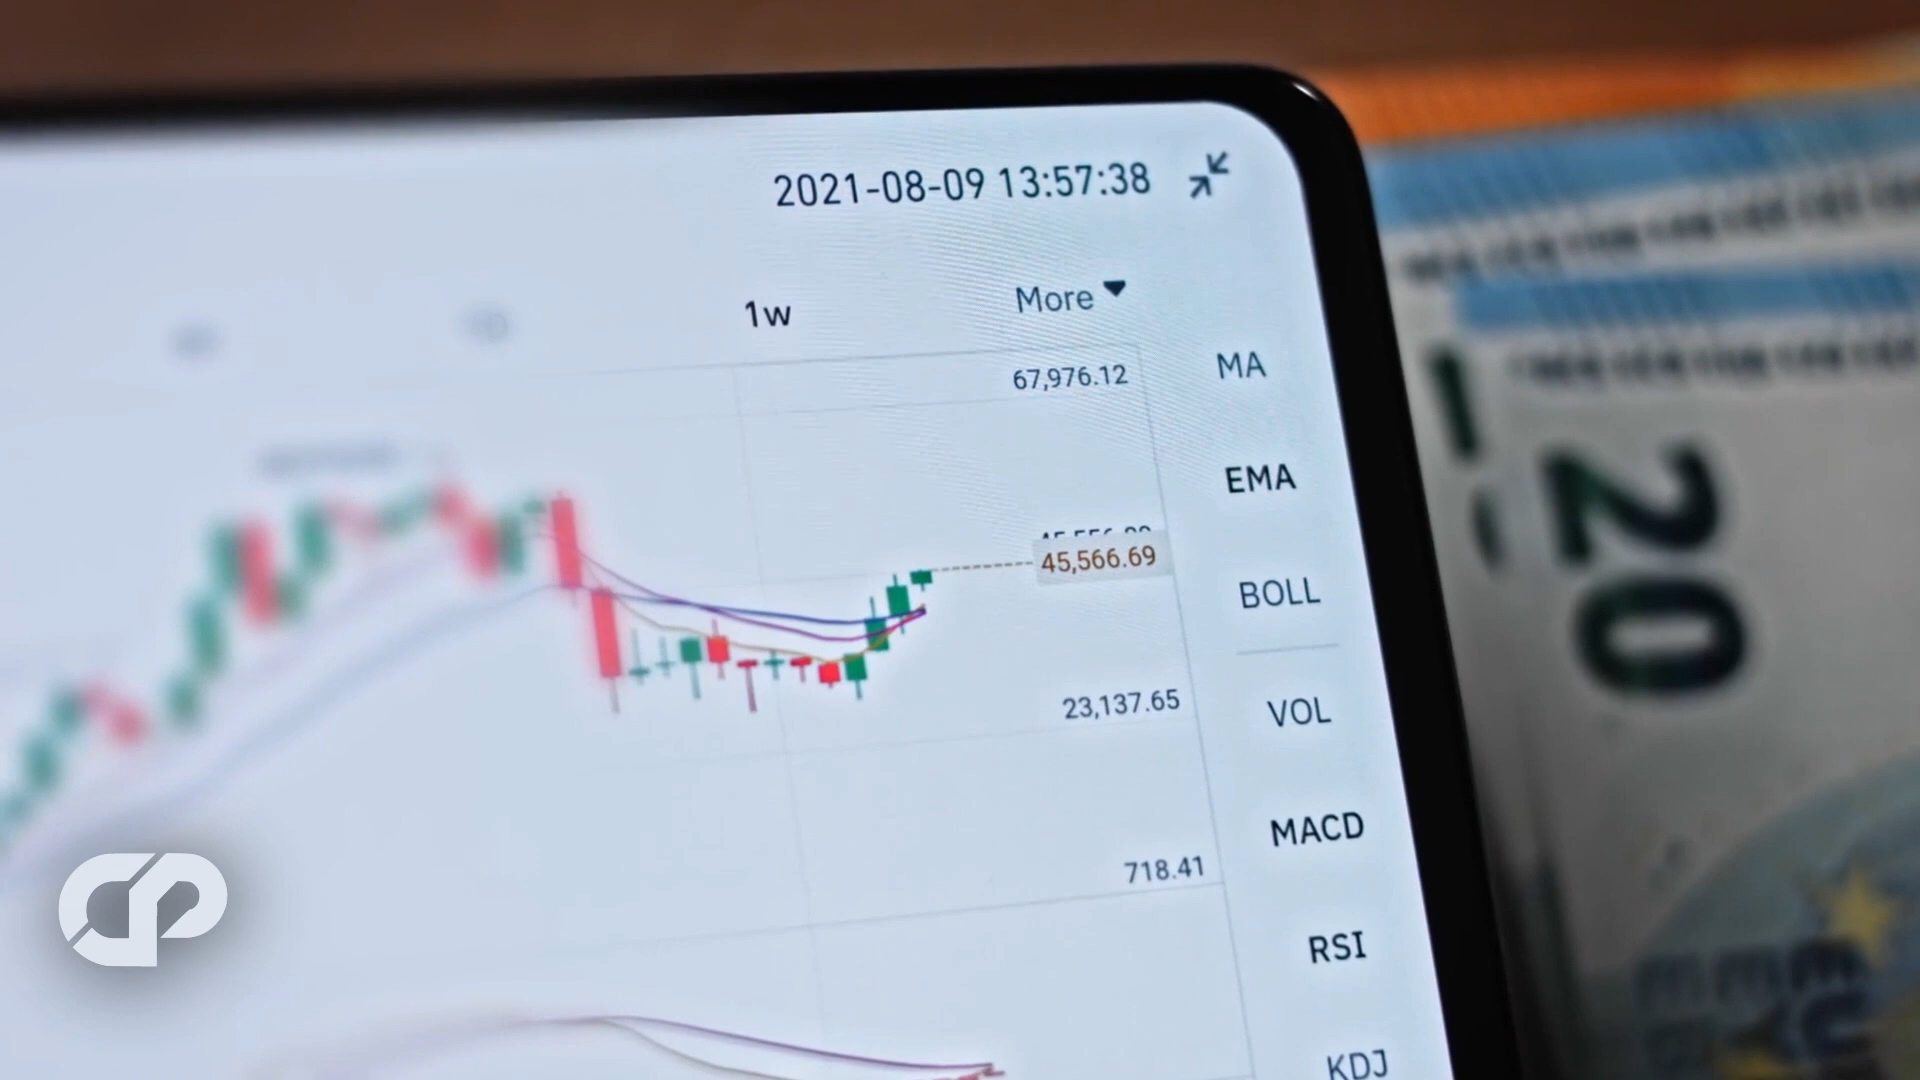 2021-08-09 13:57:38
1w
More
67,976.12
MA
EMA
45,566.69
BOLL
23,137.65
VOL
MACD
718.41
RSI
KDJ
20
CP